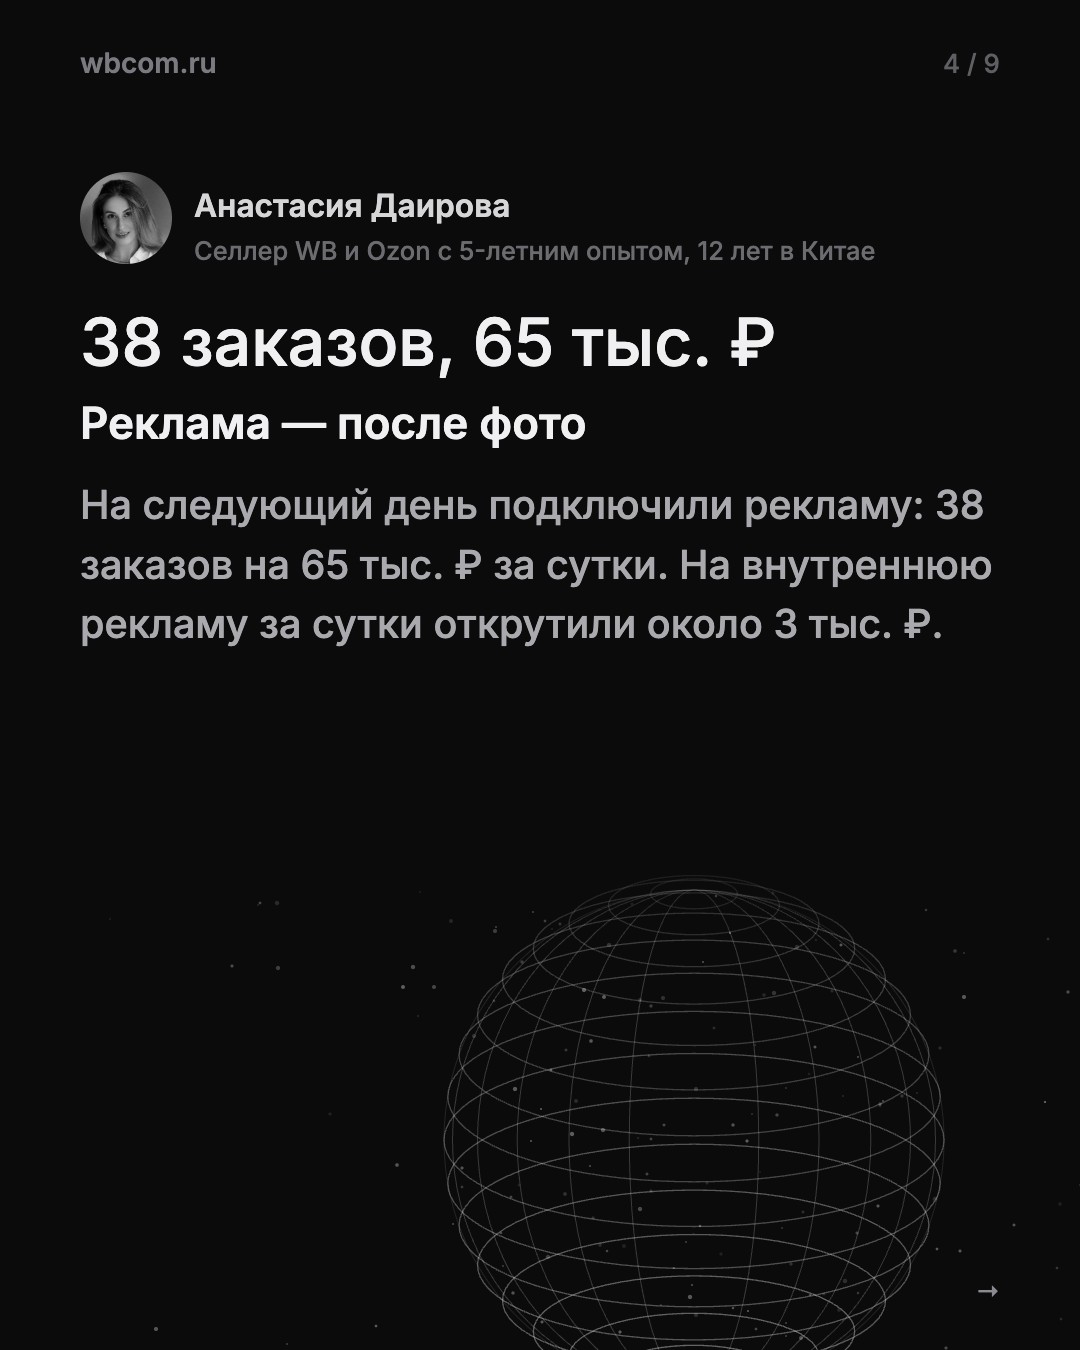 wbcom.ru
4 / 9
Анастасия Даирова
Селлер WB и Ozon с 5-летним опытом, 12 лет в Китае
38 заказов, 65 тыс. ₽
Реклама — после фото
На следующий день подключили рекламу: 38
заказов на 65 тыс. ₽ за сутки. На внутреннюю
рекламу за сутки открутили около 3 тыс. ₽.
→